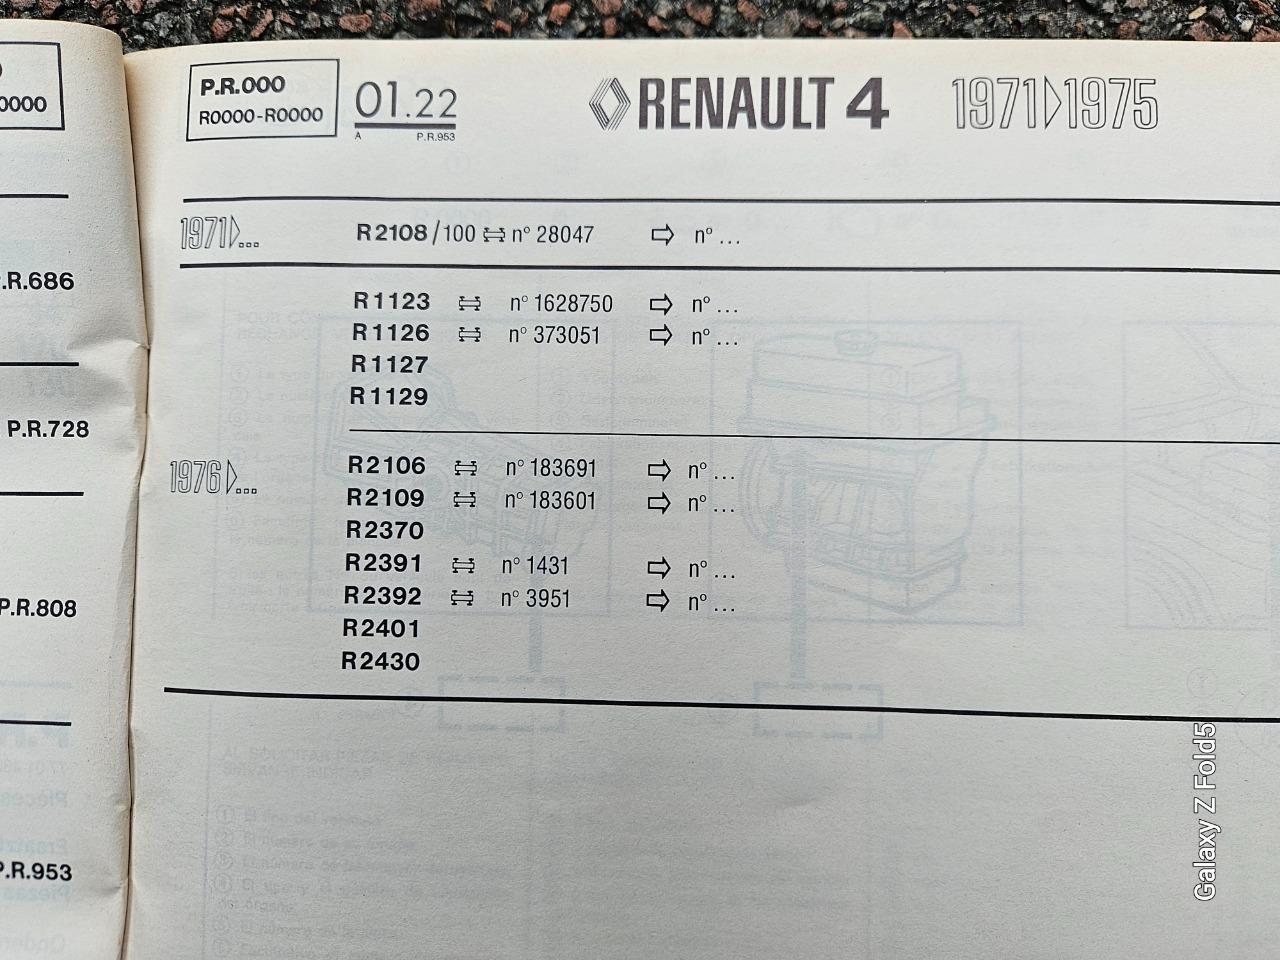 0000
P.R.686
P.R.728
P.R.808
P.R.953
P.R.000
R0000-R0000
01.22
A P.R.953
RENAULT 4 1971▷1975
1971▷... R2108/100 n° 28047 ⇨ n° ...
R1123 n° 1628750 ⇨ n° ...
R1126 n° 373051 ⇨ n° ...
R1127
R1129
1976▷...
R2106 n° 183691 ⇨ n° ...
R2109 n° 183601 ⇨ n° ...
R2370
R2391 n° 1431 ⇨ n° ...
R2392 n° 3951 ⇨ n° ...
R2401
R2430
Galaxy Z Fold5